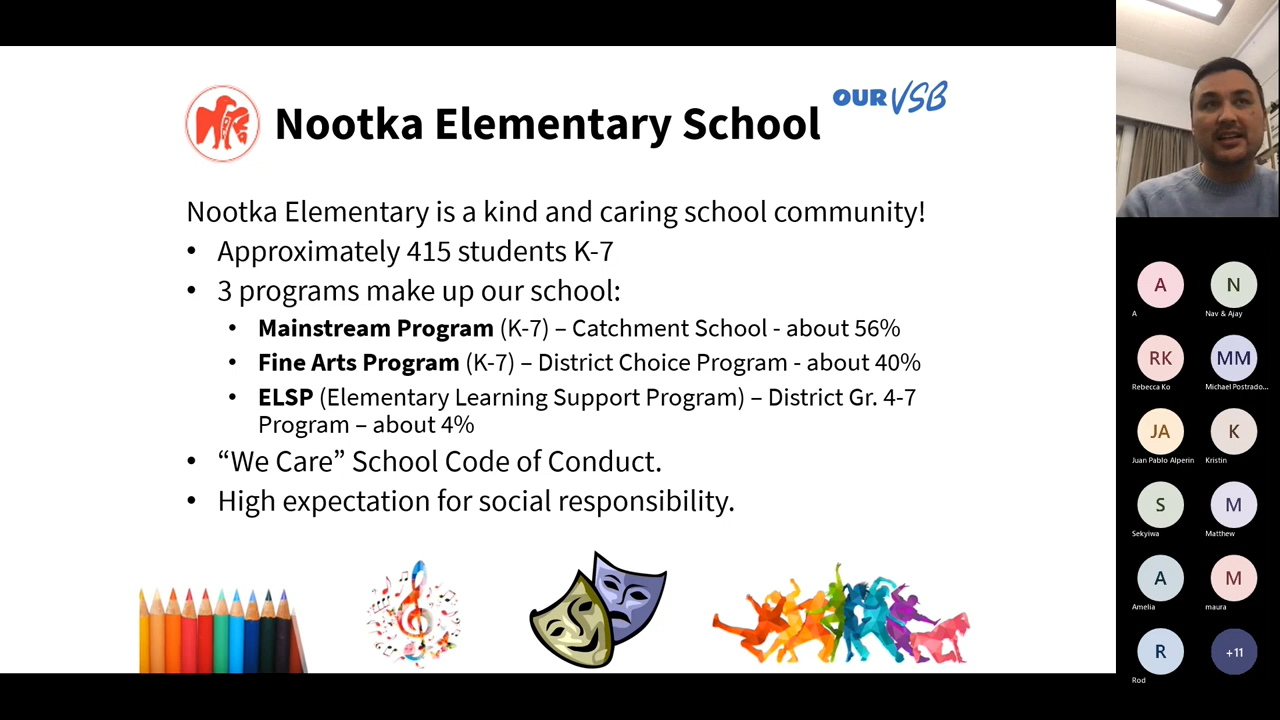 OUR VSB
Nootka Elementary School
Nootka Elementary is a kind and caring school community!
• Approximately 415 students K-7
• 3 programs make up our school:
• Mainstream Program (K-7) – Catchment School - about 56%
• Fine Arts Program (K-7) – District Choice Program - about 40%
• ELSP (Elementary Learning Support Program) – District Gr. 4-7
Program – about 4%
• “We Care” School Code of Conduct.
• High expectation for social responsibility.
A N
A Nav & Ajay
RK MM
Rebecca Ko Michael Postrado...
JA K
Juan Pablo Alperin Kristin
S M
Sekyiwa Matthew
A M
Amelia maura
R +11
Rod